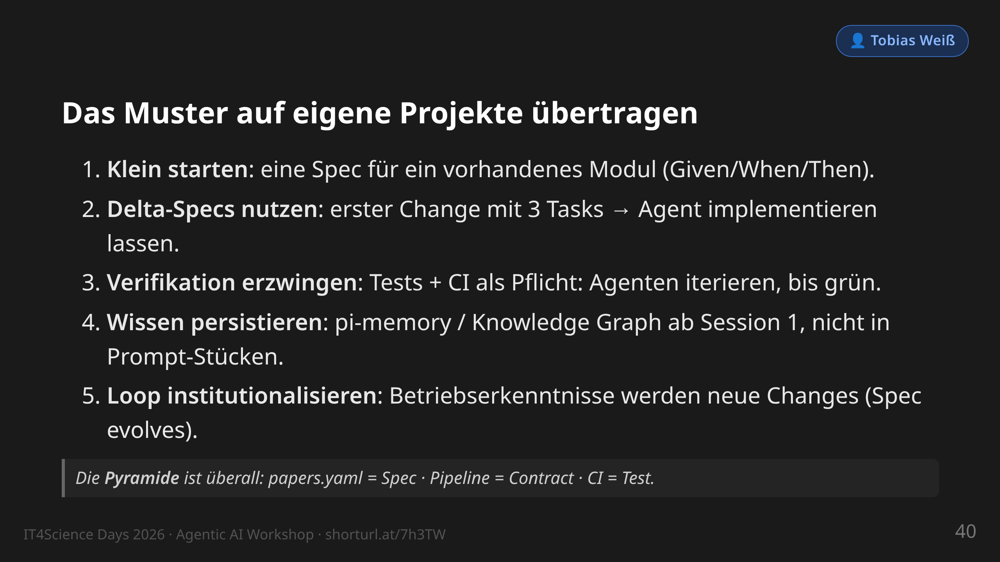 👤 Tobias Weiß
Das Muster auf eigene Projekte übertragen
1. Klein starten: eine Spec für ein vorhandenes Modul (Given/When/Then).
2. Delta-Specs nutzen: erster Change mit 3 Tasks → Agent implementieren
lassen.
3. Verifikation erzwingen: Tests + CI als Pflicht: Agenten iterieren, bis grün.
4. Wissen persistieren: pi-memory / Knowledge Graph ab Session 1, nicht in
Prompt-Stücken.
5. Loop institutionalisieren: Betriebserkenntnisse werden neue Changes (Spec
evolves).
Die Pyramide ist überall: papers.yaml = Spec · Pipeline = Contract · CI = Test.
IT4Science Days 2026 · Agentic AI Workshop · shorturl.at/7h3TW
40